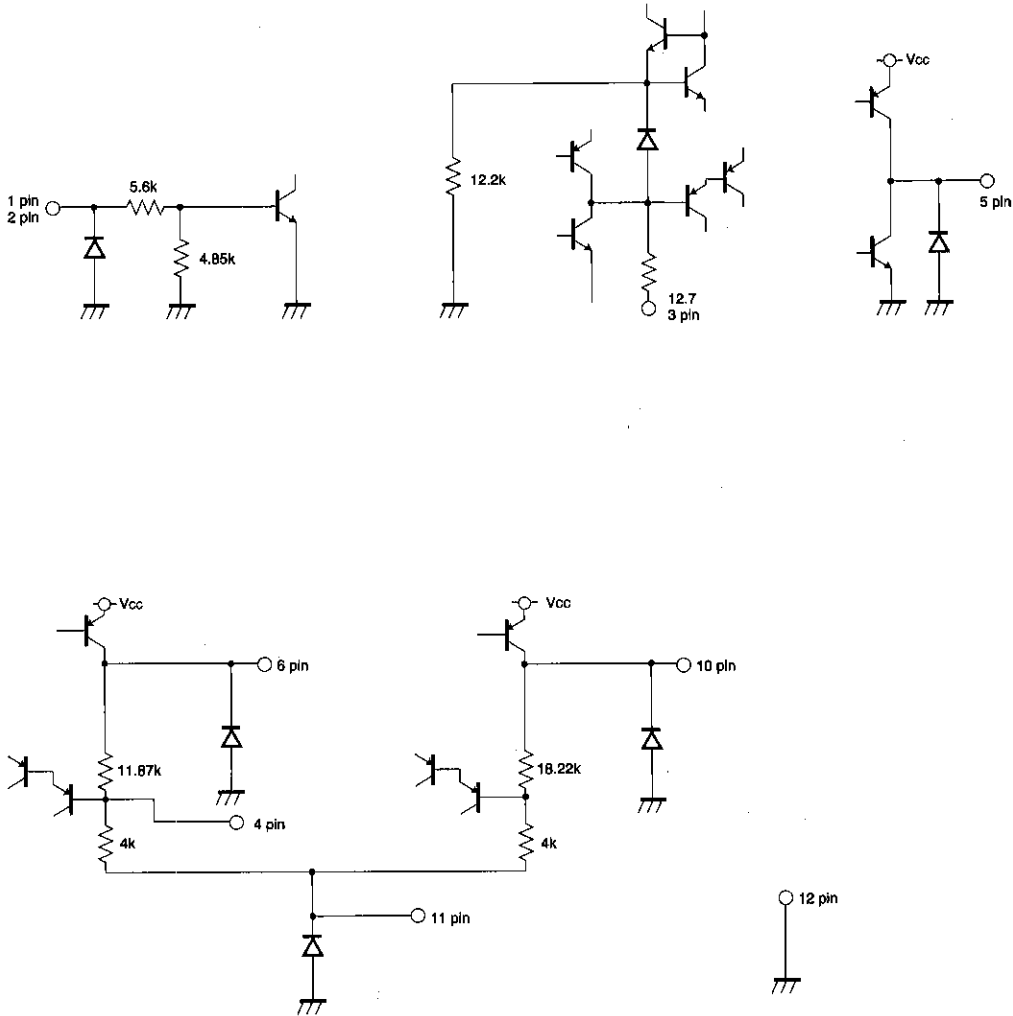 Vcc
5.6k
12.2k
1 pin
2 pin
5 pin
4.85k
12.7
3 pin
Vcc
Vcc
6 pin
10 pin
11.87k
18.22k
4 pin
4k
4k
12 pin
11 pin